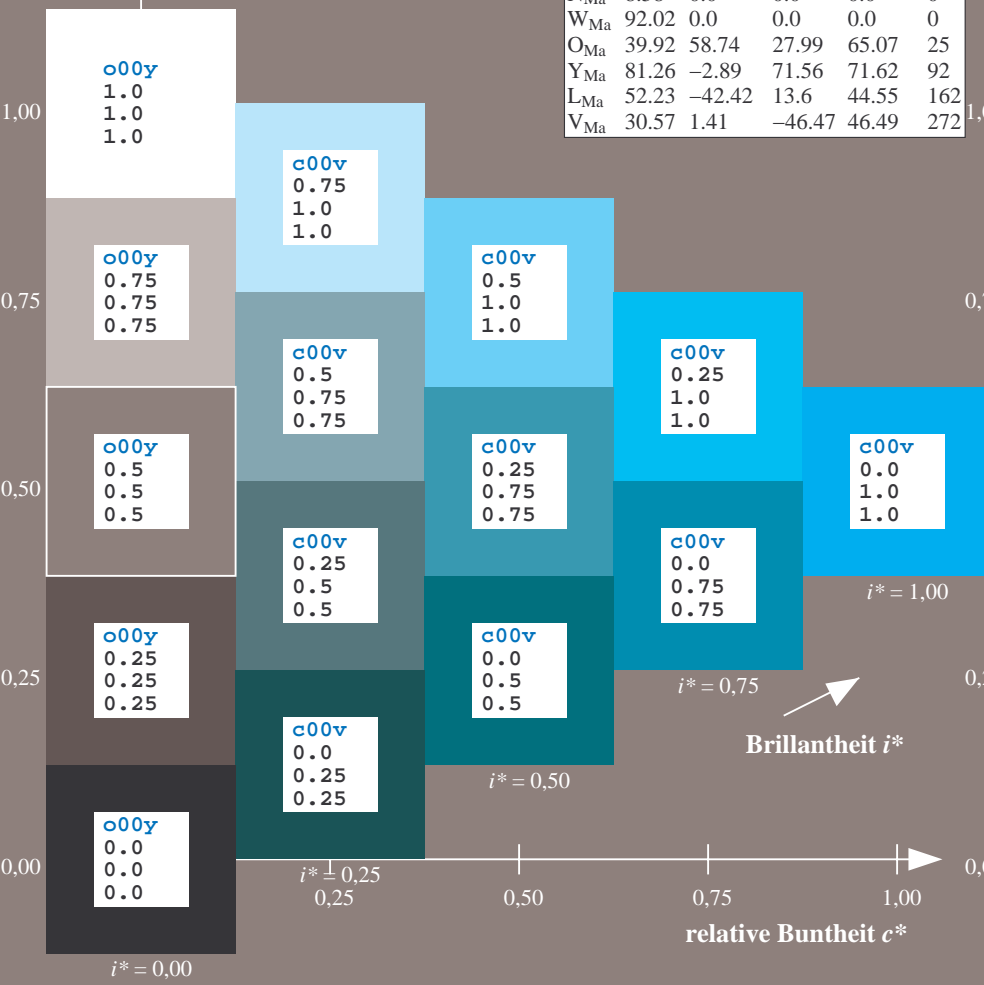 W Ma 92.02 0.0 0.0 0.0 0
O Ma 39.92 58.74 27.99 65.07 25
Y Ma 81.26 −2.89 71.56 71.62 92
L Ma 52.23 −42.42 13.6 44.55 162
V Ma 30.57 1.41 −46.47 46.49 272
1,00
0,75
0,50
0,25
0,00
o00y
1.0
1.0
1.0
o00y
0.75
0.75
0.75
o00y
0.5
0.5
0.5
o00y
0.25
0.25
0.25
o00y
0.0
0.0
0.0
i* = 0,00
c00v
0.75
1.0
1.0
c00v
0.5
0.75
0.75
c00v
0.25
0.5
0.5
c00v
0.0
0.25
0.25
i* = 0,25
c00v
0.5
1.0
1.0
c00v
0.25
0.75
0.75
c00v
0.0
0.5
0.5
i* = 0,50
c00v
0.25
1.0
1.0
c00v
0.0
0.75
0.75
i* = 0,75
c00v
0.0
1.0
1.0
i* = 1,00
Brillantheit i*
0,25 0,50 0,75 1,00
relative Buntheit c*